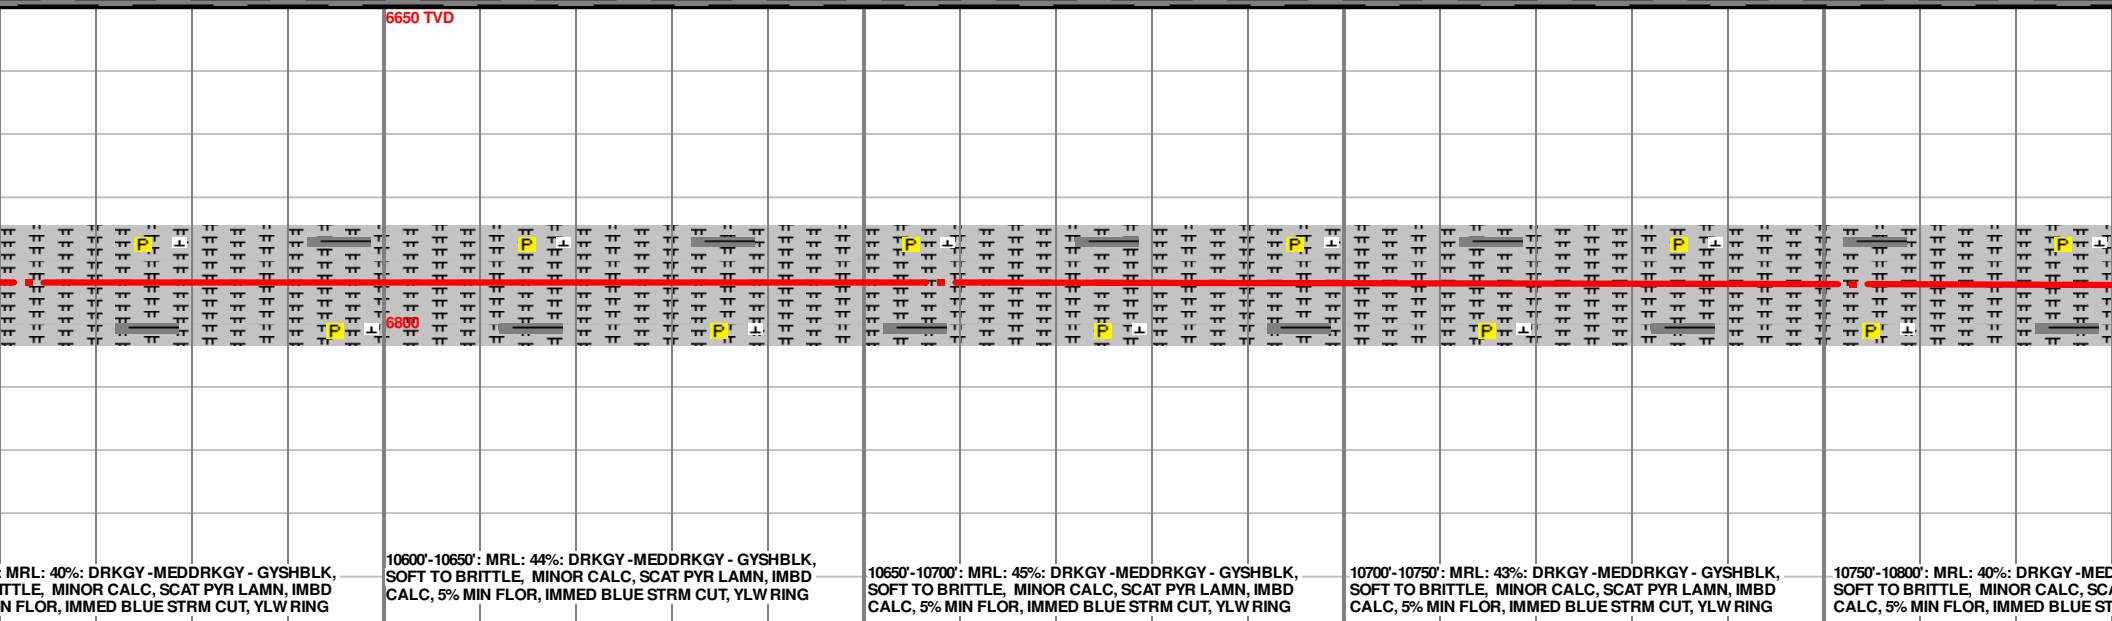 6650 TVD
P P P P P P
6800
P P P P P
: MRL: 40%: DRKGY -MEDDRKGY - GYSHBLK,
TTLE, MINOR CALC, SCAT PYR LAMN, IMBD
N FLOR, IMMED BLUE STRM CUT, YLW RING
10600'-10650': MRL: 44%: DRKGY -MEDDRKGY - GYSHBLK,
SOFT TO BRITTLE, MINOR CALC, SCAT PYR LAMN, IMBD
CALC, 5% MIN FLOR, IMMED BLUE STRM CUT, YLW RING
10650'-10700': MRL: 45%: DRKGY -MEDDRKGY - GYSHBLK,
SOFT TO BRITTLE, MINOR CALC, SCAT PYR LAMN, IMBD
CALC, 5% MIN FLOR, IMMED BLUE STRM CUT, YLW RING
10700'-10750': MRL: 43%: DRKGY -MEDDRKGY - GYSHBLK,
SOFT TO BRITTLE, MINOR CALC, SCAT PYR LAMN, IMBD
CALC, 5% MIN FLOR, IMMED BLUE STRM CUT, YLW RING
10750'-10800': MRL: 40%: DRKGY -MED
SOFT TO BRITTLE, MINOR CALC, SCA
CALC, 5% MIN FLOR, IMMED BLUE ST